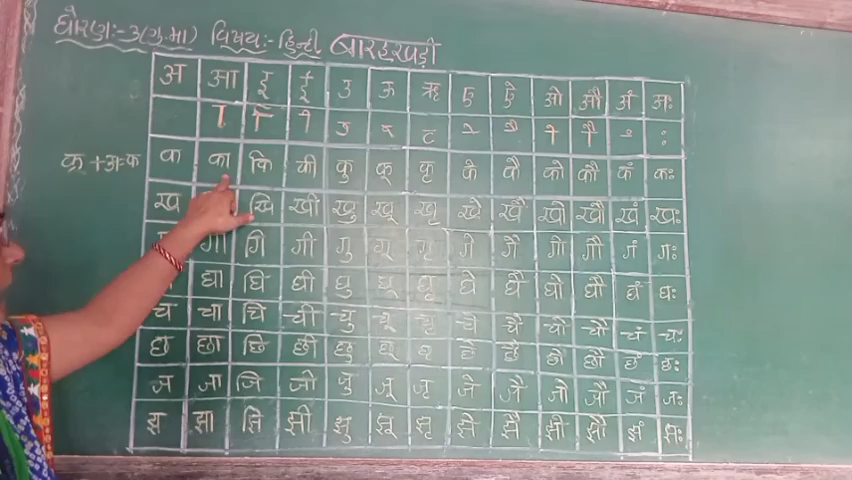 धोरण:-3(गु.मा) विषय:- हिन्दी बारहखड़ी
अ आ इ ई उ ऊ ऋ ए ऐ ओ औ अं अः
ा ि ी ु ू ृ े ै ो ौ ं ः
क्+अ=क क का कि की कु कू कृ के कै को कौ कं कः
ख खि खी खु खू खृ खे खै खो खौ खं खः
गा गि गी गु गू गृ गे गै गो गौ गं गः
घा घि घी घु घू घृ घे घै घो घौ घं घः
च चा चि ची चु चू चृ चे चै चो चौ चं चः
छ छा छि छी छु छू छृ छे छै छो छौ छं छः
ज जा जि जी जु जू जृ जे जै जो जौ जं जः
झ झा झि झी झु झू झृ झे झै झो झौ झं झः